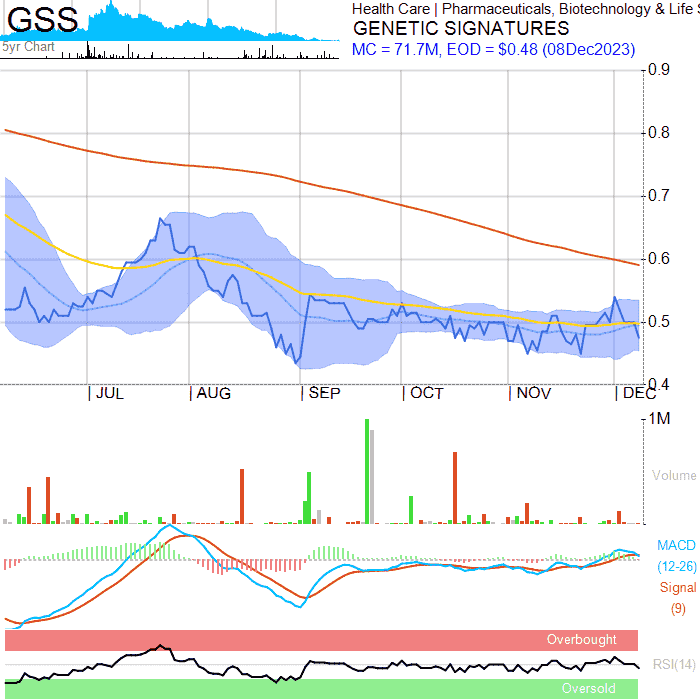 GSS
5yr Chart
Health Care | Pharmaceuticals, Biotechnology & Life S
GENETIC SIGNATURES
MC = 71.7M, EOD = $0.48 (08Dec2023)
0.9
0.8
0.7
0.6
0.5
0.4
JUL
AUG
SEP
OCT
NOV
DEC
1M
Volume
MACD
(12-26)
Signal
(9)
Overbought
RSI(14)
Oversold